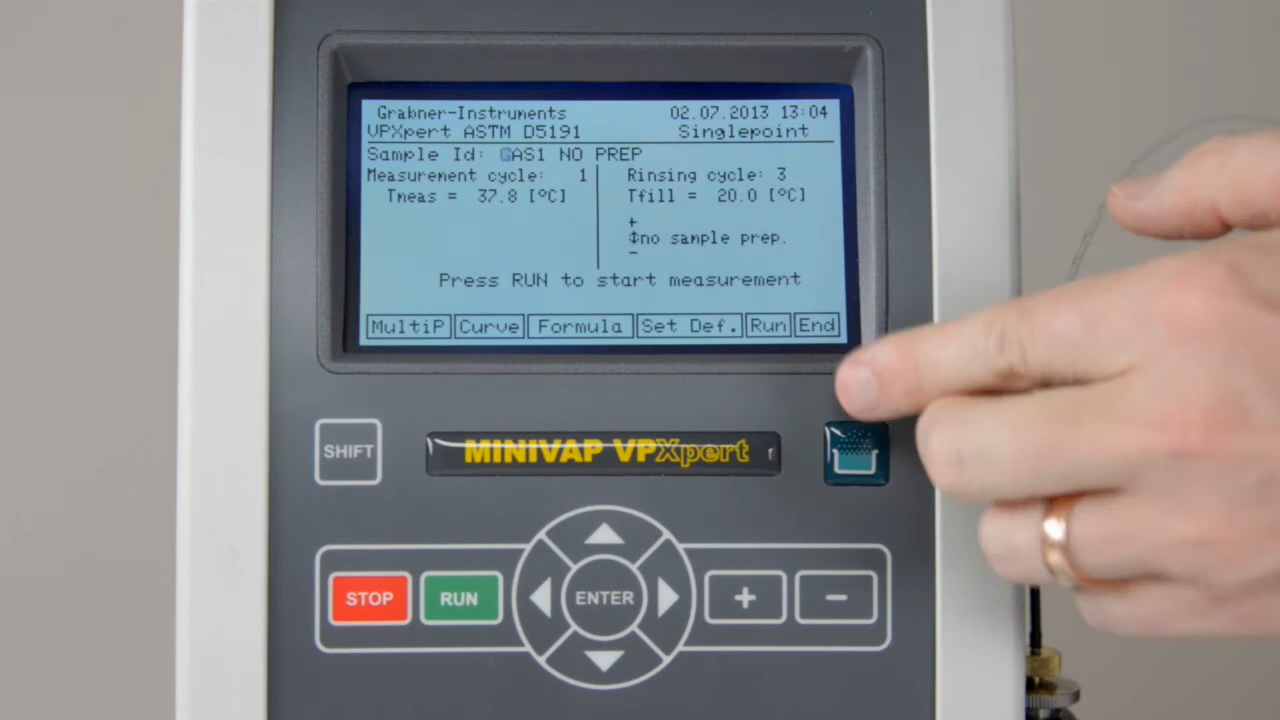 Grabner-Instruments 02.07.2013 13:04
VPXpert ASTM D5191 Singlepoint
Sample Id: GAS1 NO PREP
Measurement cycle: 1 Rinsing cycle: 3
Tmeas = 37.8 [°C] Tfill = 20.0 [°C]
+
no sample prep.
-
Press RUN to start measurement
MultiP Curve Formula Set Def. Run End
SHIFT MINIVAP VPXpert
STOP RUN ENTER + -